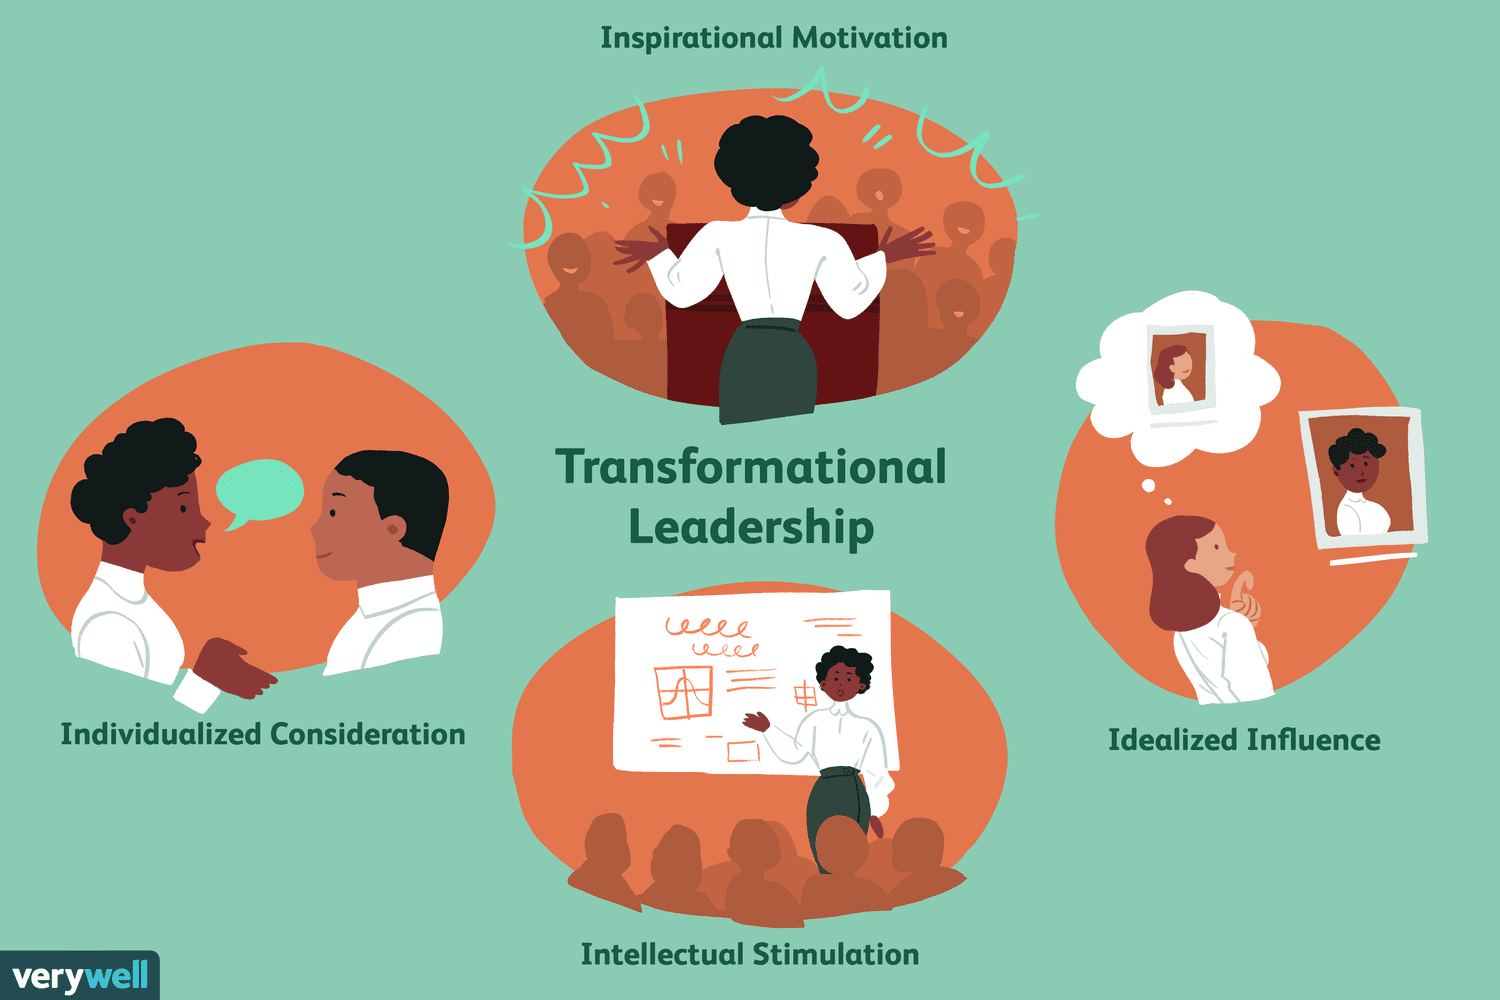 Inspirational Motivation
Transformational
Leadership
Individualized Consideration
Idealized Influence
Intellectual Stimulation
verywell